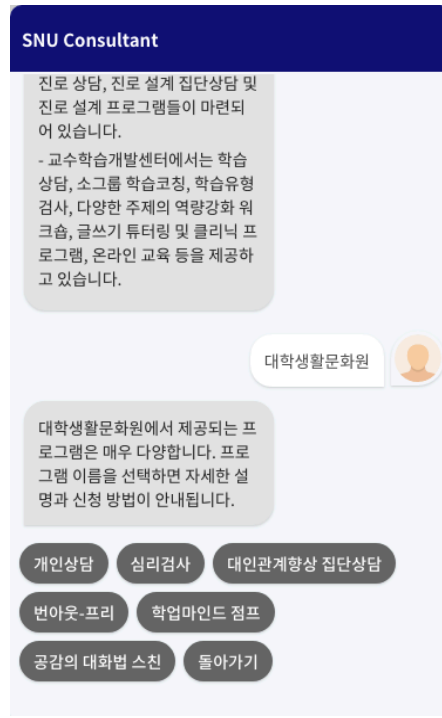 SNU Consultant
진로 상담, 진로 설계 집단상담 및
진로 설계 프로그램들이 마련되
어 있습니다.
- 교수학습개발센터에서는 학습
상담, 소그룹 학습코칭, 학습유형
검사, 다양한 주제의 역량강화 워
크숍, 글쓰기 튜터링 및 클리닉 프
로그램, 온라인 교육 등을 제공하
고 있습니다.
대학생활문화원
대학생활문화원에서 제공되는 프
로그램은 매우 다양합니다. 프로
그램 이름을 선택하면 자세한 설
명과 신청 방법이 안내됩니다.
개인상담 심리검사 대인관계향상 집단상담
번아웃-프리 학업마인드 점프
공감의 대화법 스친 돌아가기